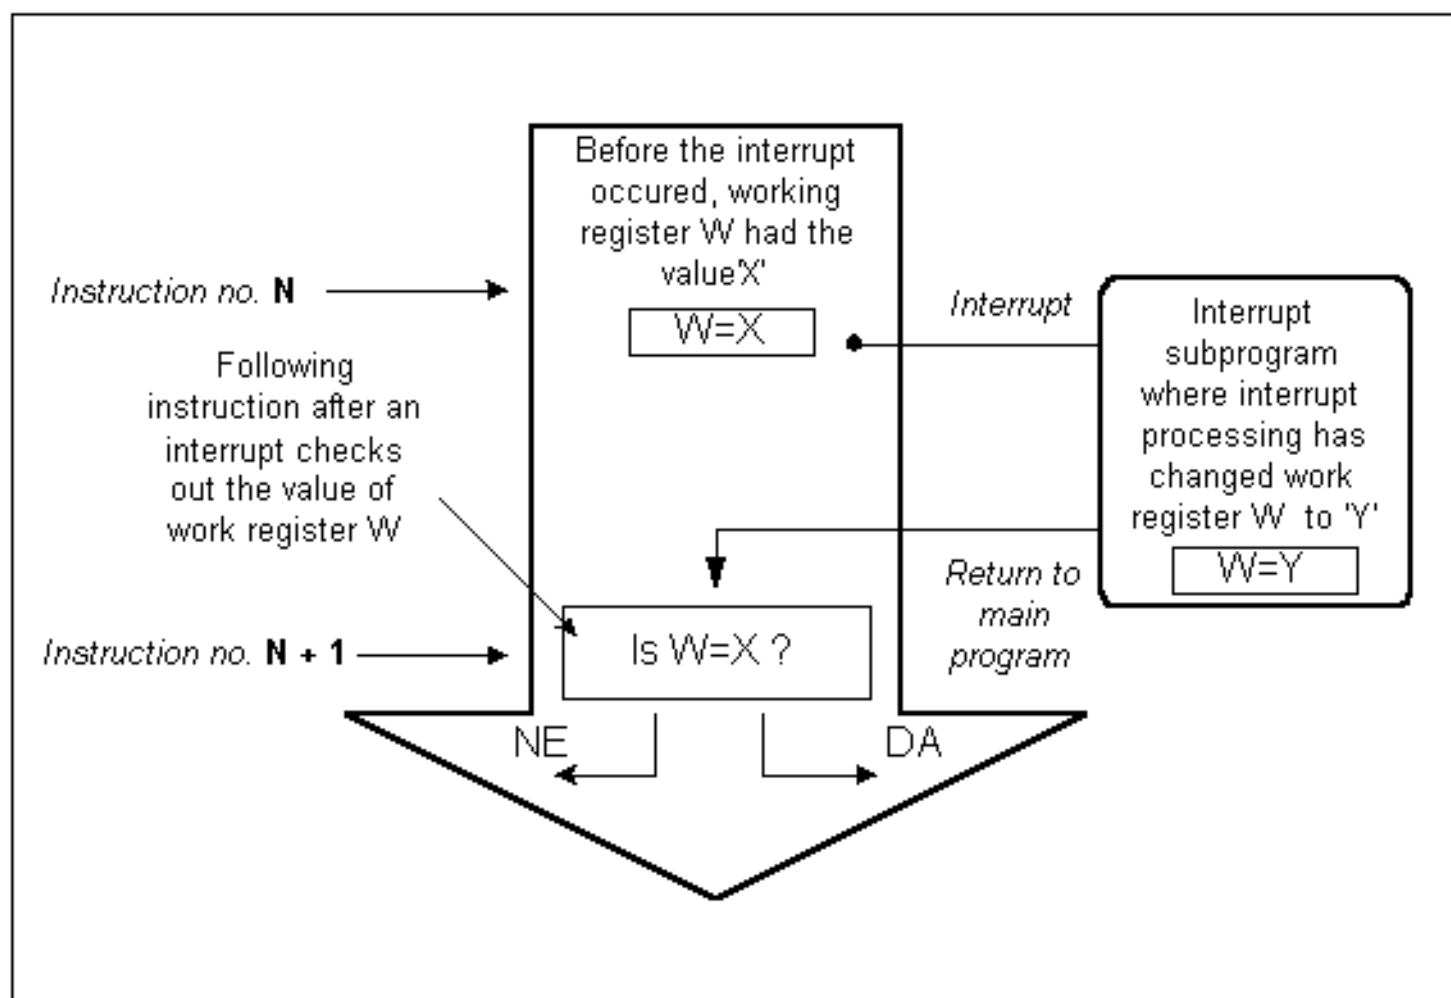 Before the interrupt
occured, working
register W had the
value'X'
W=X
Instruction no. N
Following
instruction after an
interrupt checks
out the value of
work register W
Interrupt
Interrupt
subprogram
where interrupt
processing has
changed work
register W to 'Y'
W=Y
Return to
main
program
Instruction no. N + 1
Is W=X ?
NE
DA